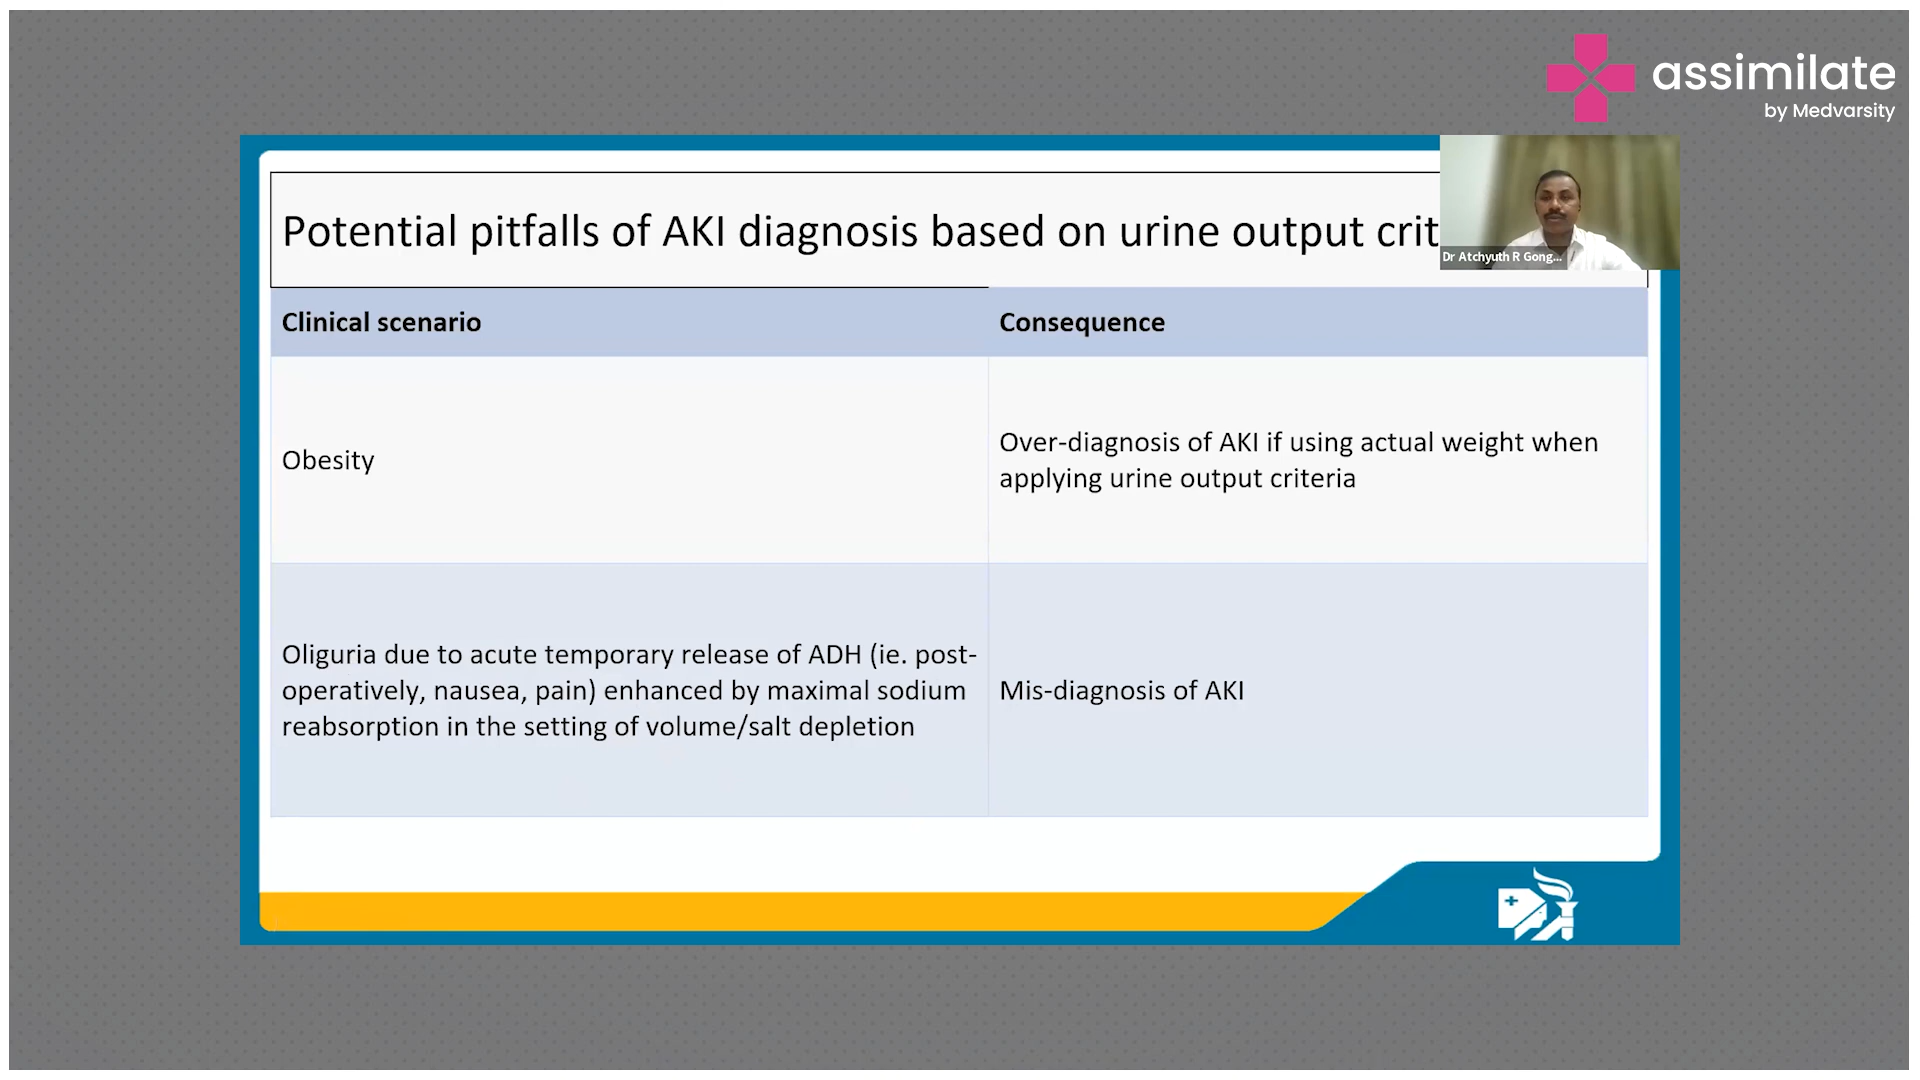 assimilate
by Medvarsity
Potential pitfalls of AKI diagnosis based on urine output crit
Dr Atchyuth R Gong...
Clinical scenario
Consequence
Obesity
Over-diagnosis of AKI if using actual weight when
applying urine output criteria
Oliguria due to acute temporary release of ADH (ie. post-
operatively, nausea, pain) enhanced by maximal sodium
reabsorption in the setting of volume/salt depletion
Mis-diagnosis of AKI